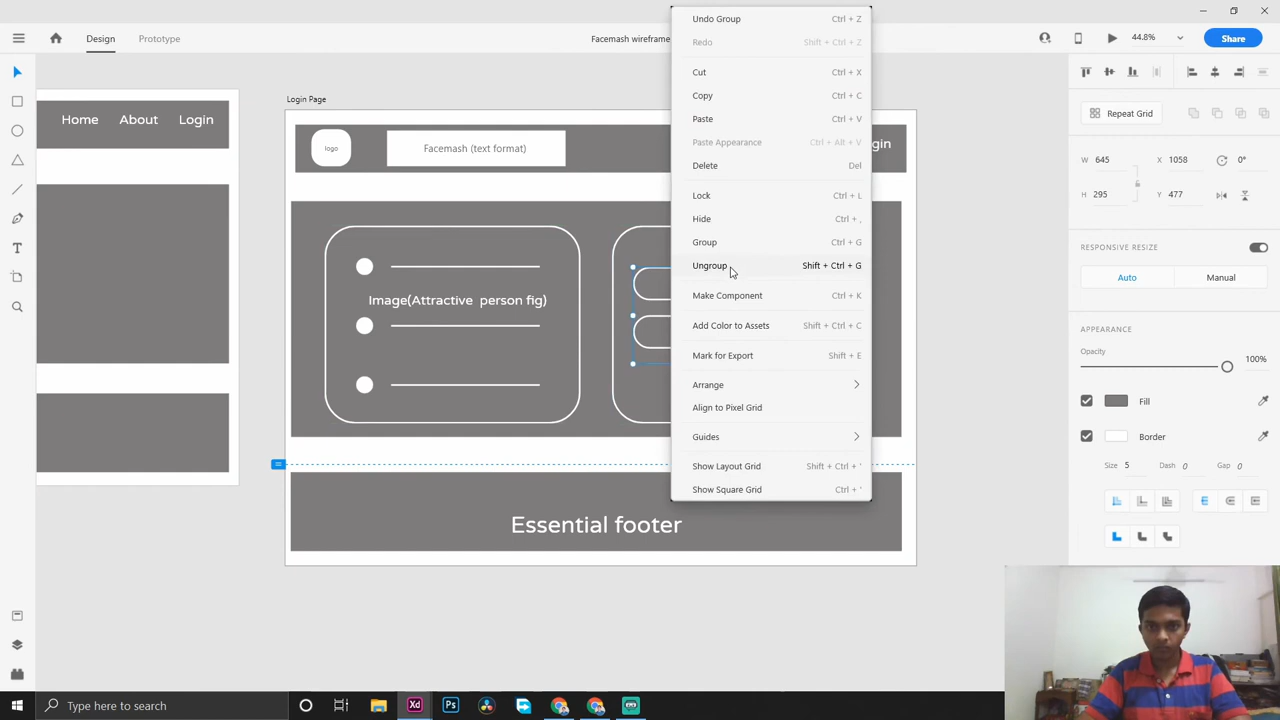 Design
Prototype
Facemash wireframe
44.8%
Share
Home
About
Login
Login Page
logo
Facemash (text format)
Image(Attractive person fig)
Essential footer
Undo Group Ctrl + Z
Redo Shift + Ctrl + Z
Cut Ctrl + X
Copy Ctrl + C
Paste Ctrl + V
Paste Appearance Ctrl + Alt + V
Delete Del
Lock Ctrl + L
Hide Ctrl + ,
Group Ctrl + G
Ungroup Shift + Ctrl + G
Make Component Ctrl + K
Add Color to Assets Shift + Ctrl + C
Mark for Export Shift + E
Arrange
Align to Pixel Grid
Guides
Show Layout Grid Shift + Ctrl + '
Show Square Grid Ctrl + '
Repeat Grid
W 645 X 1058 0°
H 295 Y 477
RESPONSIVE RESIZE
Auto Manual
APPEARANCE
Opacity
100%
Fill
Border
Size 5 Dash 0 Gap 0
Type here to search
Xd
Ps